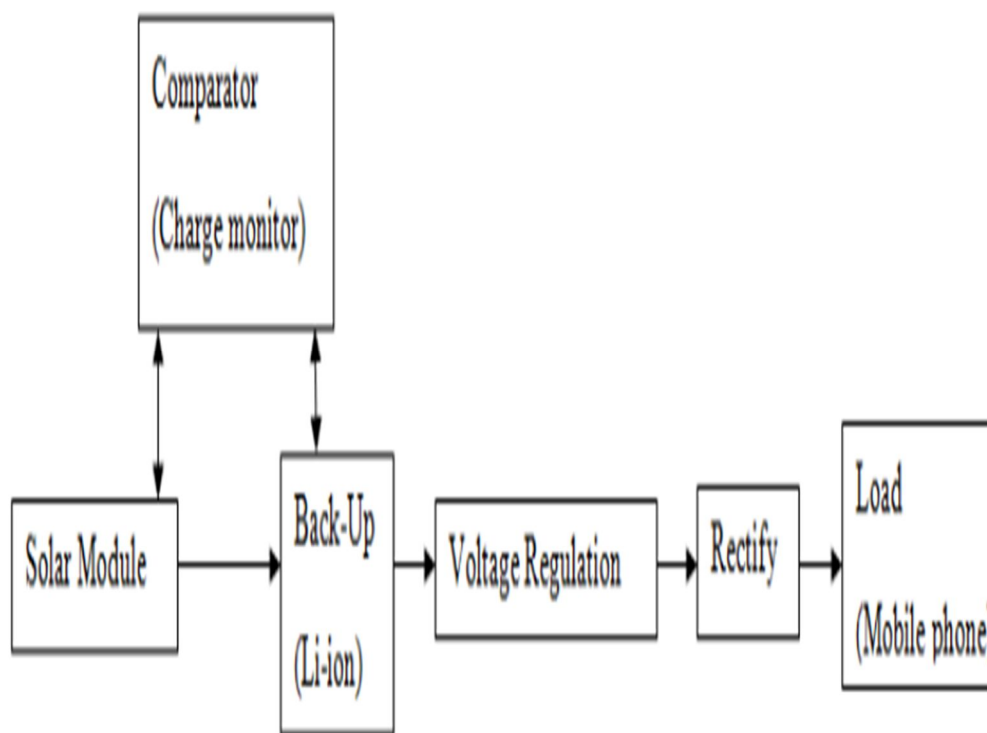 Comparator
(Charge monitor)
Solar Module
Back-Up
(Li-ion)
Voltage Regulation
Rectify
Load
(Mobile phone)